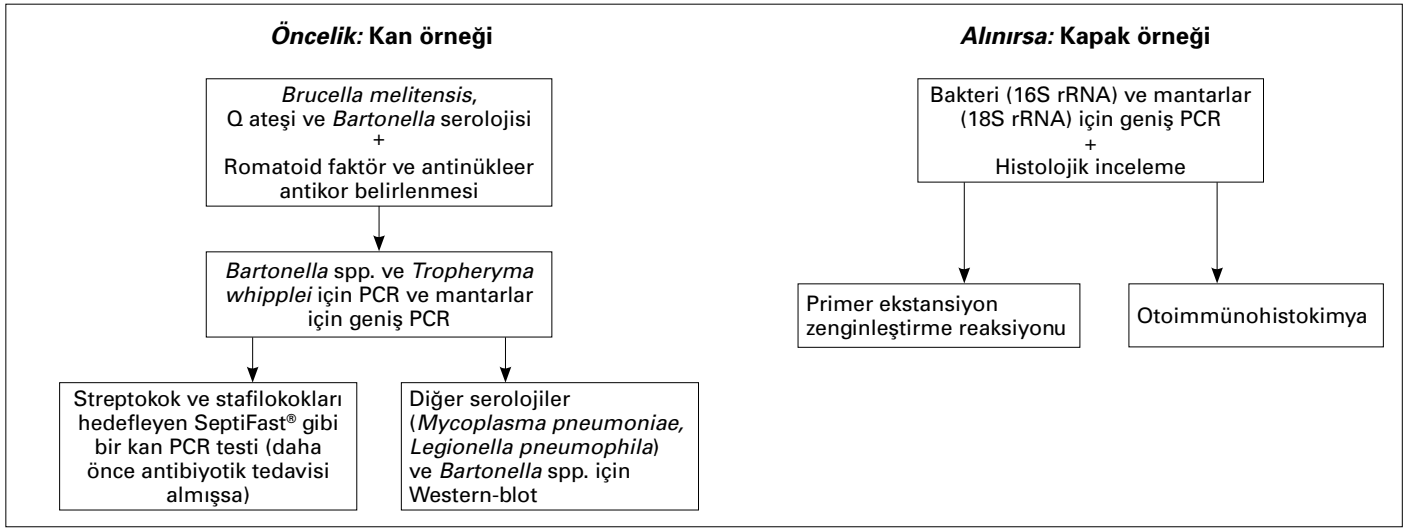 Öncelik: Kan örneği
Brucella melitensis,
Q ateşi ve Bartonella serolojisi
+
Romatoid faktör ve antinükleer
antikor belirlenmesi
Bartonella spp. ve Tropheryma
whipplei için PCR ve mantarlar
için geniş PCR
Streptokok ve stafilokokları
hedefleyen SeptiFast® gibi
bir kan PCR testi (daha
önce antibiyotik tedavisi
almışsa)
Diğer serolojiler
(Mycoplasma pneumoniae,
Legionella pneumophila)
ve Bartonella spp. için
Western-blot
Alınırsa: Kapak örneği
Bakteri (16S rRNA) ve mantarlar
(18S rRNA) için geniş PCR
+
Histolojik inceleme
Primer ekstansiyon
zenginleştirme reaksiyonu
Otoimmünohistokimya